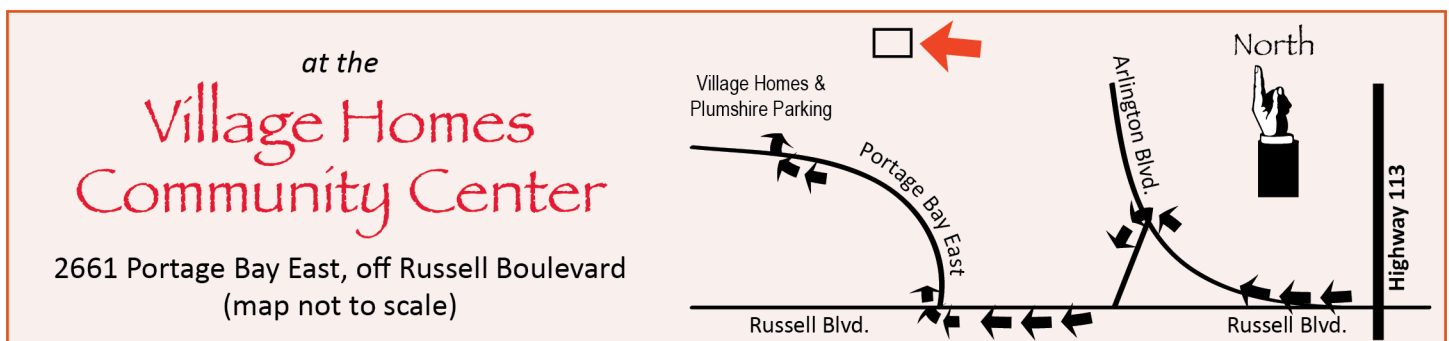 at the
Village Homes
Community Center
2661 Portage Bay East, off Russell Boulevard
(map not to scale)
Village Homes &
Plumshire Parking
Portage Bay East
Arlington Blvd.
North
Highway 113
Russell Blvd.
Russell Blvd.